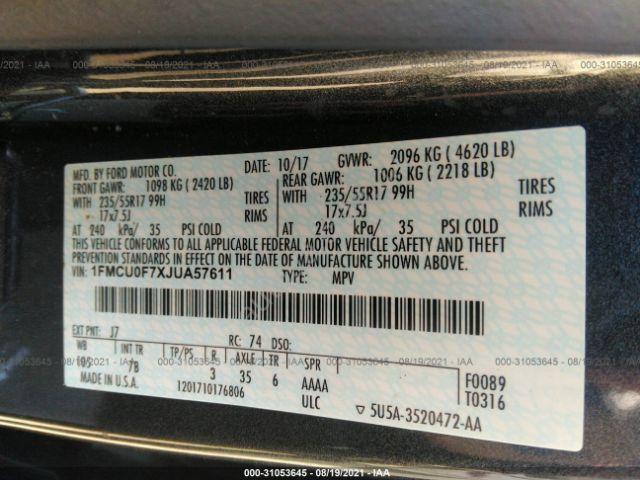 000-31053645 - 08/19/2021 - IAA
MFD. BY FORD MOTOR CO.
DATE: 10/17 GVWR: 2096 KG ( 4620 LB)
FRONT GAWR: 1098 KG ( 2420 LB)
REAR GAWR: 1006 KG ( 2218 LB)
WITH 235/55R17 99H TIRES
17x7.5J RIMS
AT 240 kPa/ 35 PSI COLD
WITH 235/55R17 99H TIRES
17x7.5J RIMS
AT 240 kPa/ 35 PSI COLD
THIS VEHICLE CONFORMS TO ALL APPLICABLE FEDERAL MOTOR VEHICLE SAFETY AND THEFT
PREVENTION STANDARDS IN EFFECT ON THE DATE OF MANUFACTURE SHOWN ABOVE.
VIN: 1FMCU0F7XJUA57611
TYPE: MPV
EXT PNT: J7 RC: 74 DSO:
WB INT TR TP/PS R AXLE TR SPR
105 7B 3 35 6 AAAA F0089
MADE IN U.S.A. 1201710176806 ULC T0316
5U5A-3520472-AA
000-31053645 - 08/19/2021 - IAA